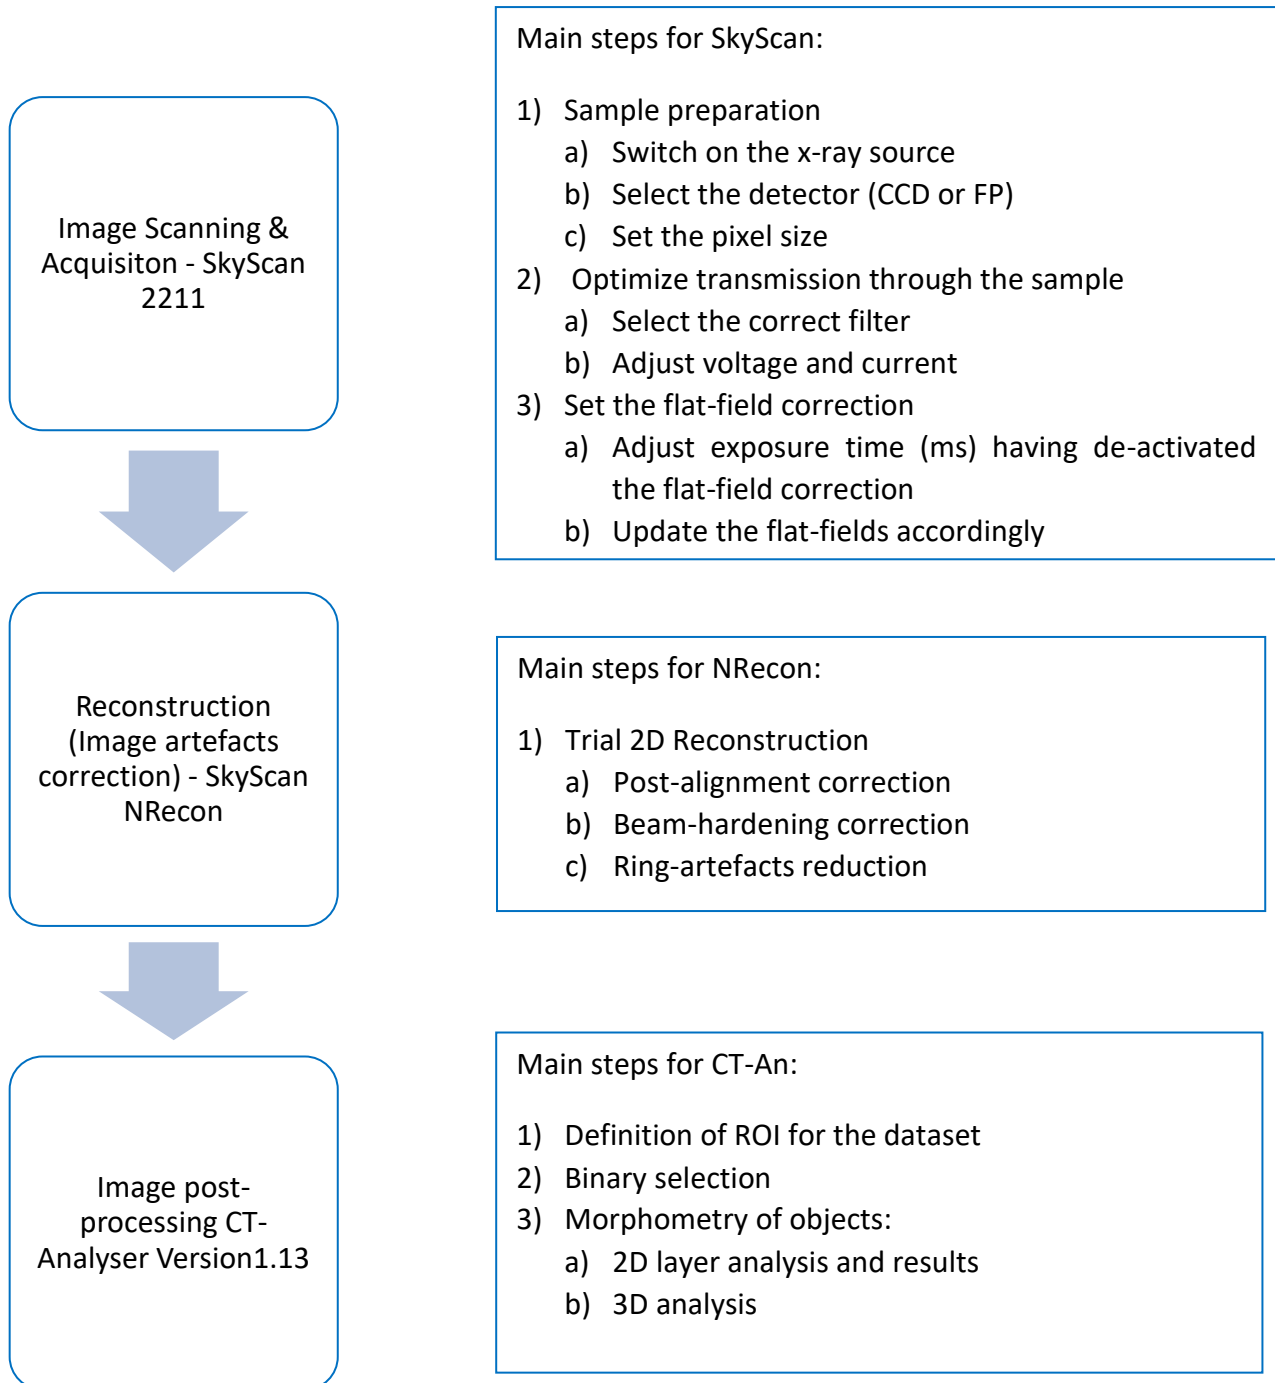 Image Scanning &
Acquisiton - SkyScan
2211
Main steps for SkyScan:
1) Sample preparation
a) Switch on the x-ray source
b) Select the detector (CCD or FP)
c) Set the pixel size
2) Optimize transmission through the sample
a) Select the correct filter
b) Adjust voltage and current
3) Set the flat-field correction
a) Adjust exposure time (ms) having de-activated
the flat-field correction
b) Update the flat-fields accordingly
Reconstruction
(Image artefacts
correction) - SkyScan
NRecon
Main steps for NRecon:
1) Trial 2D Reconstruction
a) Post-alignment correction
b) Beam-hardening correction
c) Ring-artefacts reduction
Image post-
processing CT-
Analyser Version1.13
Main steps for CT-An:
1) Definition of ROI for the dataset
2) Binary selection
3) Morphometry of objects:
a) 2D layer analysis and results
b) 3D analysis